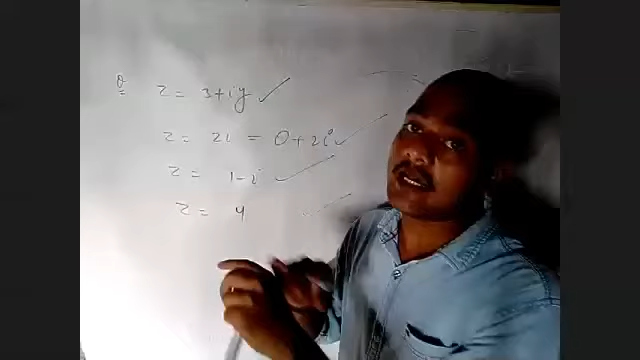 Q z = 3+iy
z = 2i = 0+2i
z = 1-i
z = 4